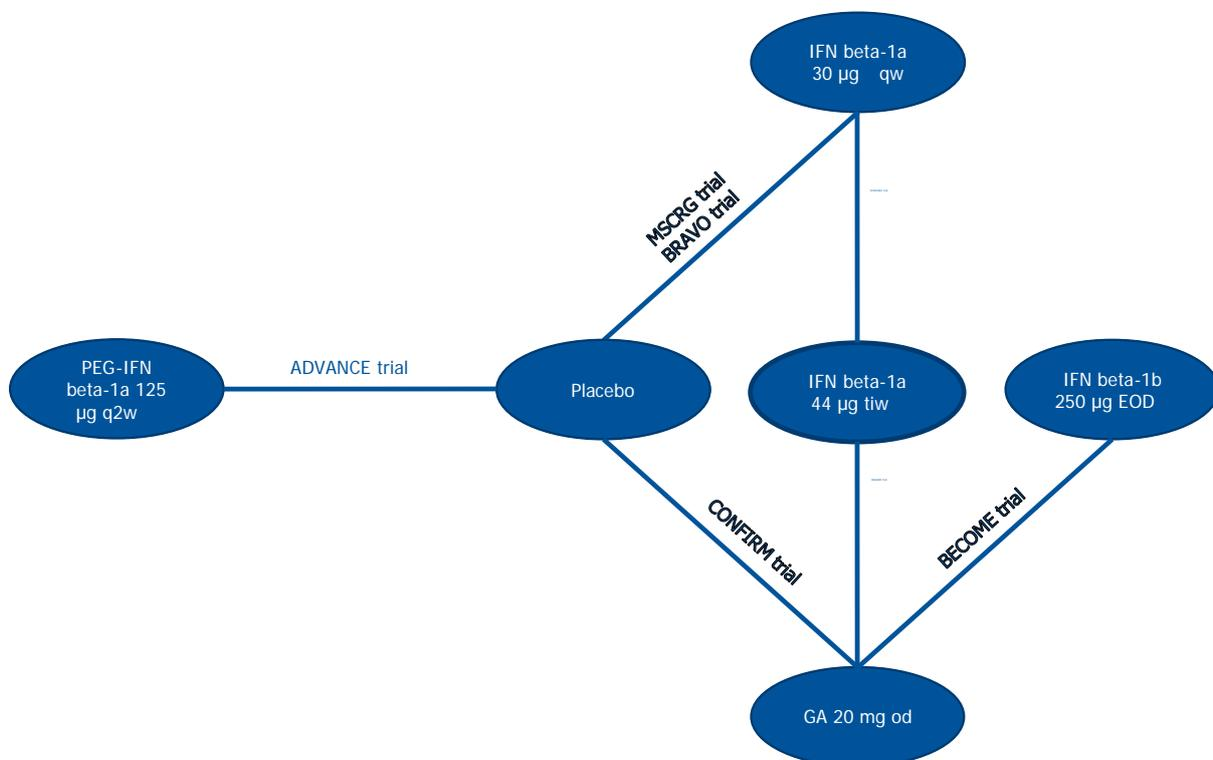 IFN beta-1a
30 µg qw
MSCRG trial
BRAVO trial
PEG-IFN
beta-1a 125
µg q2w
ADVANCE trial
Placebo
IFN beta-1a
44 µg tiw
IFN beta-1b
250 µg EOD
CONFIRM trial
BECOME trial
GA 20 mg od